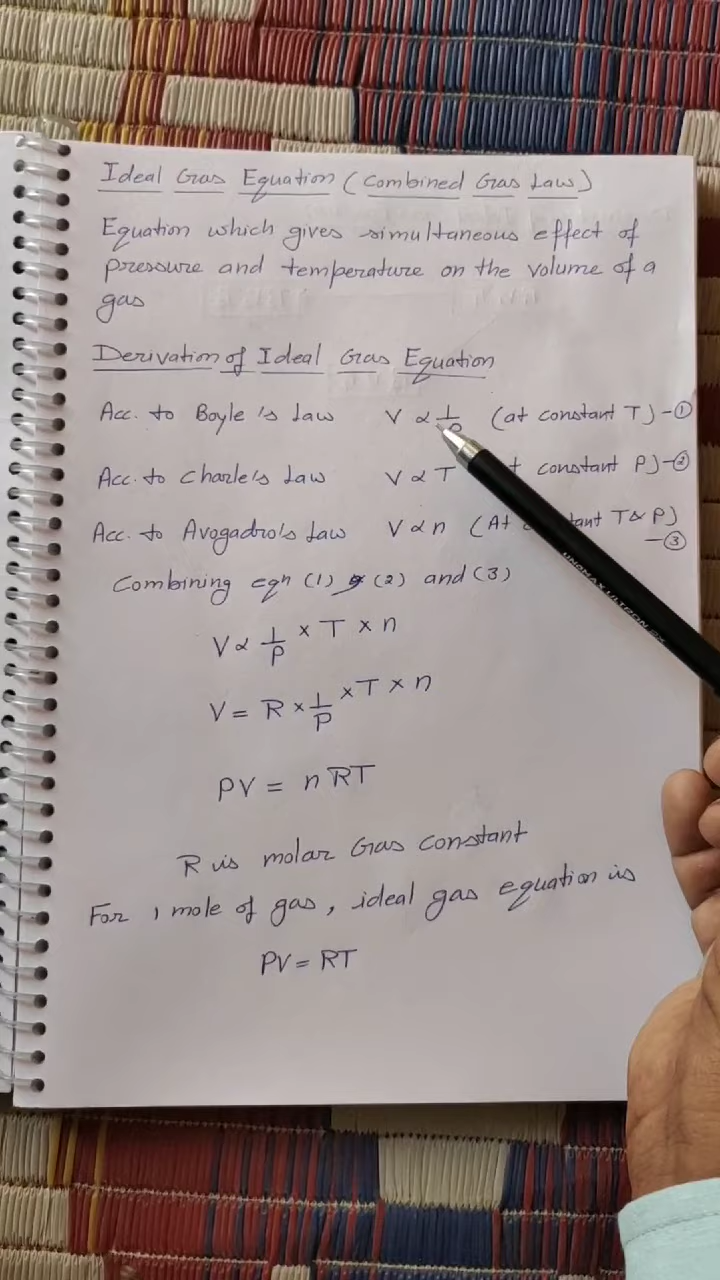 Ideal Gas Equation (Combined Gas Law)
Equation which gives simultaneous effect of
pressure and temperature on the volume of a
gas
Derivation of Ideal Gas Equation
Acc. to Boyle's Law V ∝ 1/P (at constant T) - ①
Acc. to Charle's Law V ∝ T constant P) - ②
Acc. to Avogadro's Law V ∝ n (At T & P)
- ③
Combining eqn (1) (2) and (3)
V ∝ 1/P × T × n
V = R × 1/P × T × n
PV = nRT
R is molar Gas constant
For 1 mole of gas, ideal gas equation is
PV = RT